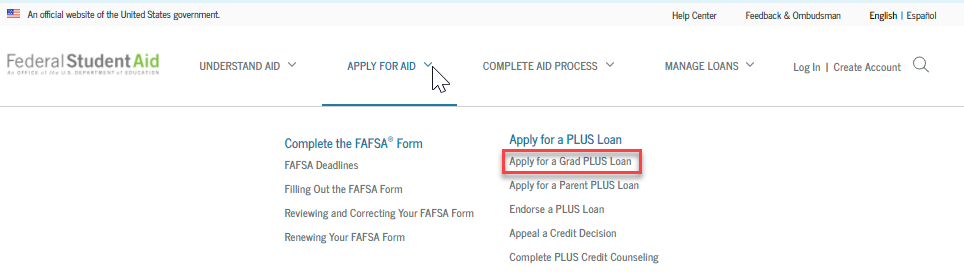 An official website of the United States government.
Help Center Feedback & Ombudsman English | Español
Federal Student Aid
An OFFICE of the U.S. DEPARTMENT of EDUCATION
UNDERSTAND AID APPLY FOR AID COMPLETE AID PROCESS MANAGE LOANS Log In | Create Account
Complete the FAFSA® Form
FAFSA Deadlines
Filling Out the FAFSA Form
Reviewing and Correcting Your FAFSA Form
Renewing Your FAFSA Form
Apply for a PLUS Loan
Apply for a Grad PLUS Loan
Apply for a Parent PLUS Loan
Endorse a PLUS Loan
Appeal a Credit Decision
Complete PLUS Credit Counseling